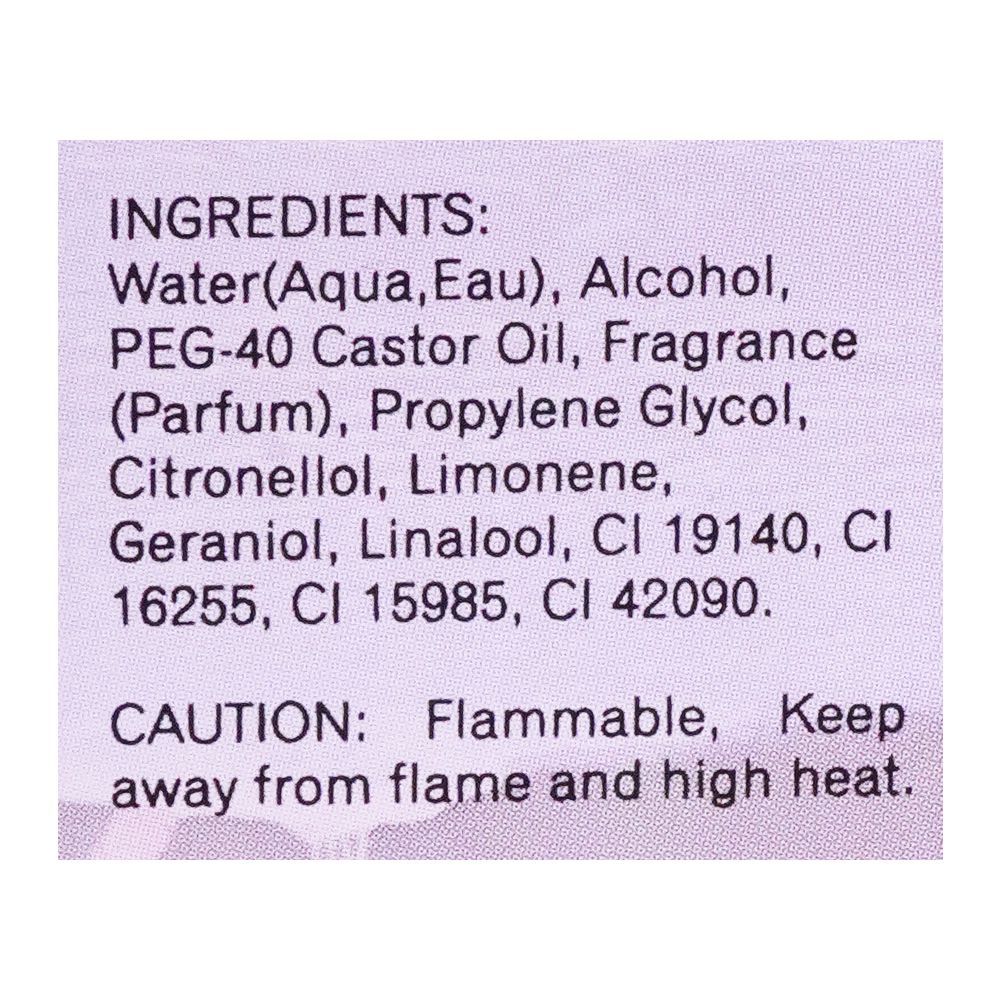 INGREDIENTS:
Water(Aqua,Eau), Alcohol,
PEG-40 Castor Oil, Fragrance
(Parfum), Propylene Glycol,
Citronellol, Limonene,
Geraniol, Linalool, CI 19140, CI
16255, CI 15985, CI 42090.
CAUTION: Flammable, Keep
away from flame and high heat.